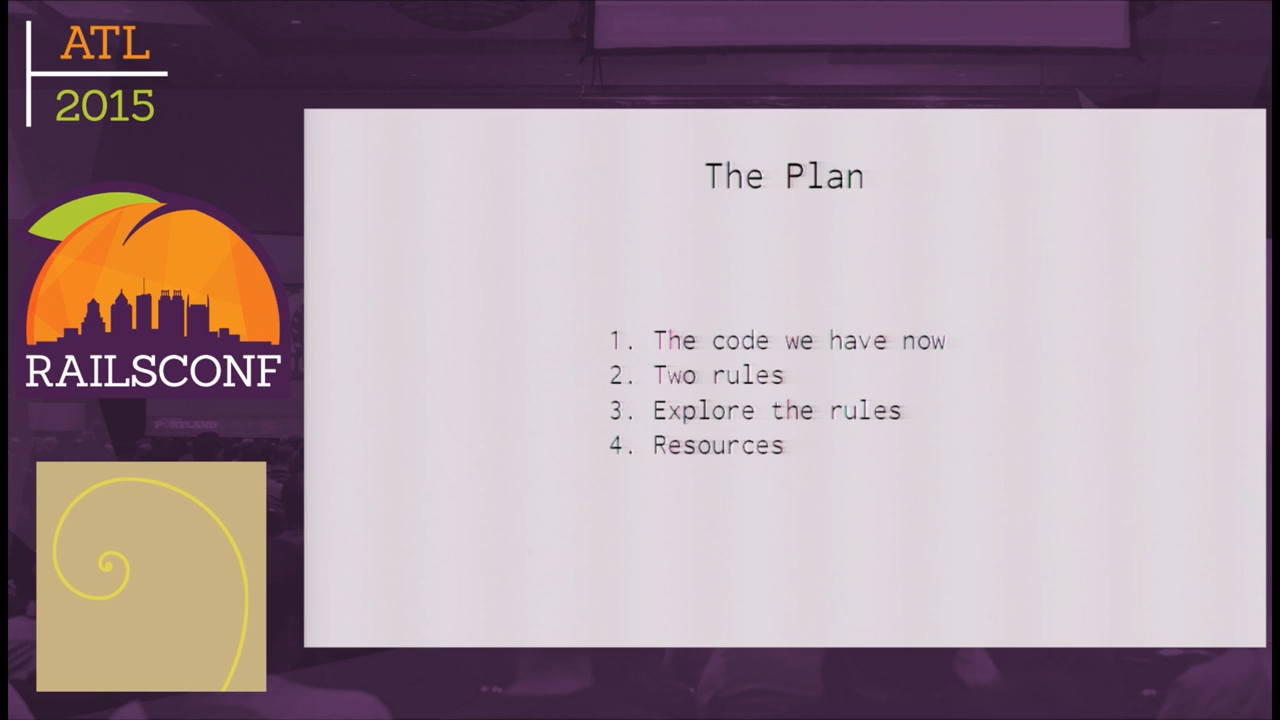 ATL
2015
RAILSCONF
PORTLAND
The Plan
1. The code we have now
2. Two rules
3. Explore the rules
4. Resources